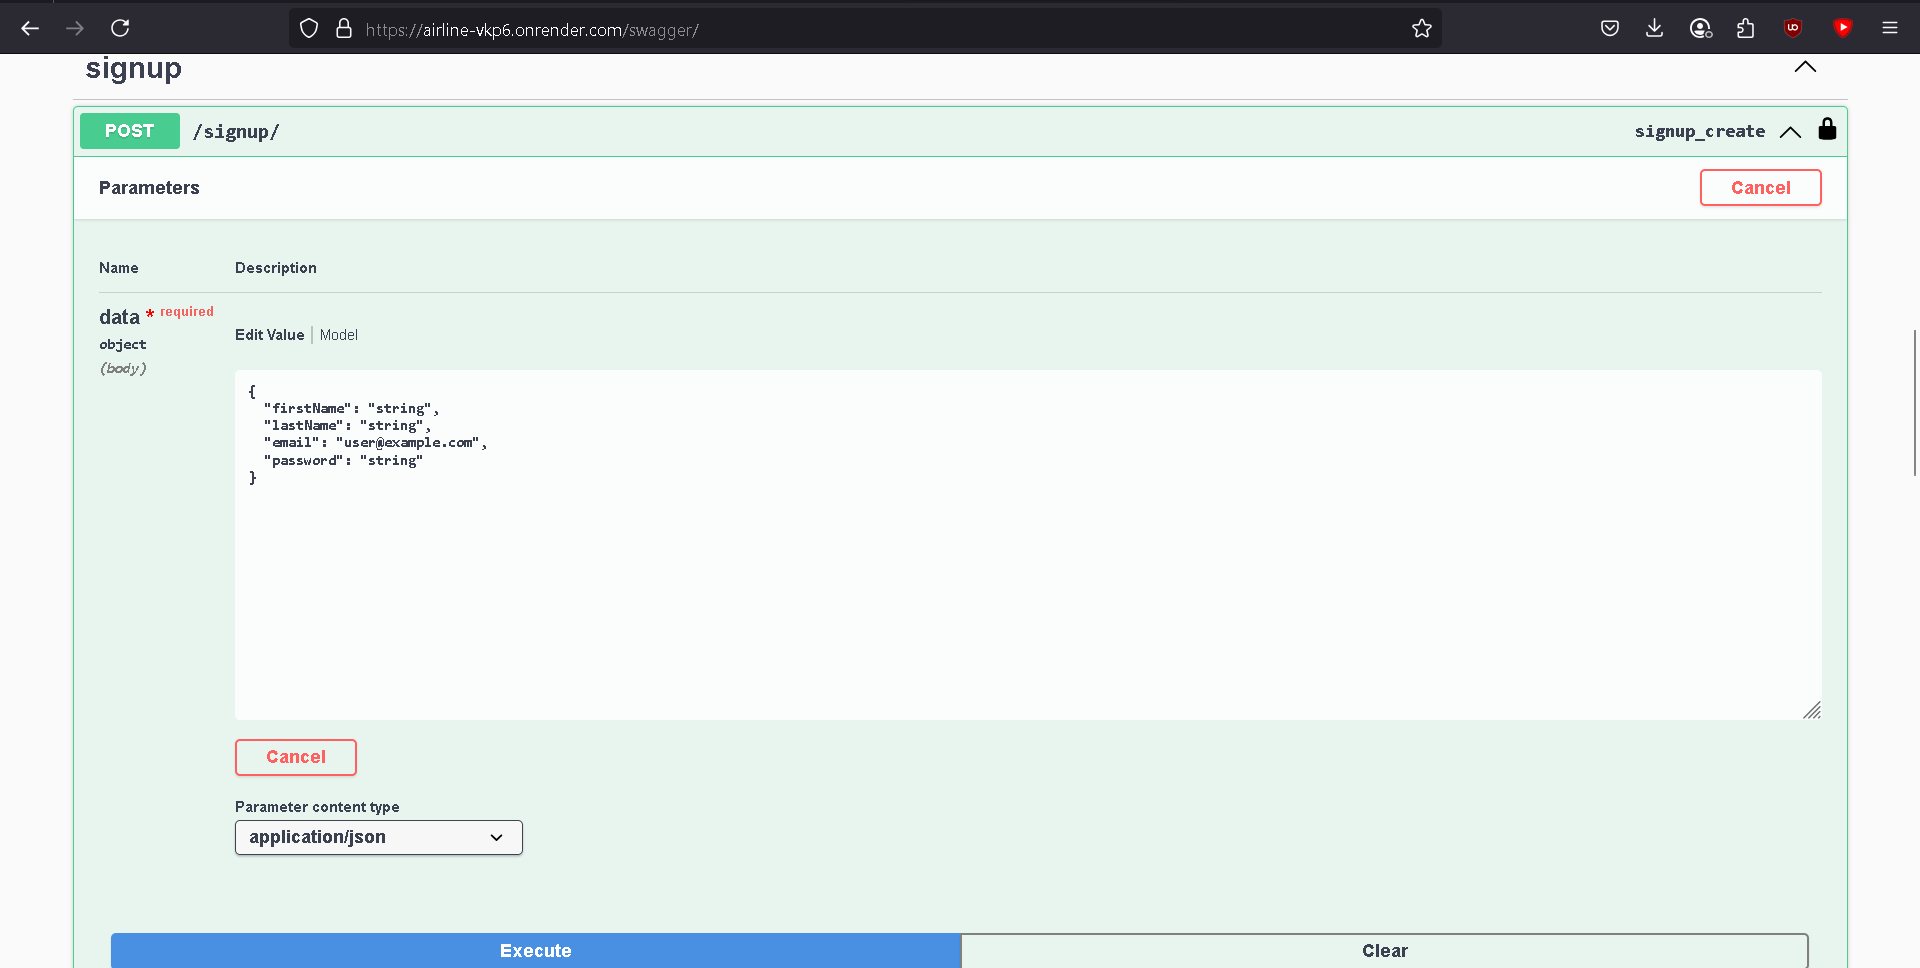 https://airline-vkp6.onrender.com/swagger/
signup
POST /signup/ signup_create
Parameters Cancel
Name Description
data * required
object
(body)
Edit Value | Model
{
  "firstName": "string",
  "lastName": "string",
  "email": "user@example.com",
  "password": "string"
}
Cancel
Parameter content type
application/json
Execute Clear